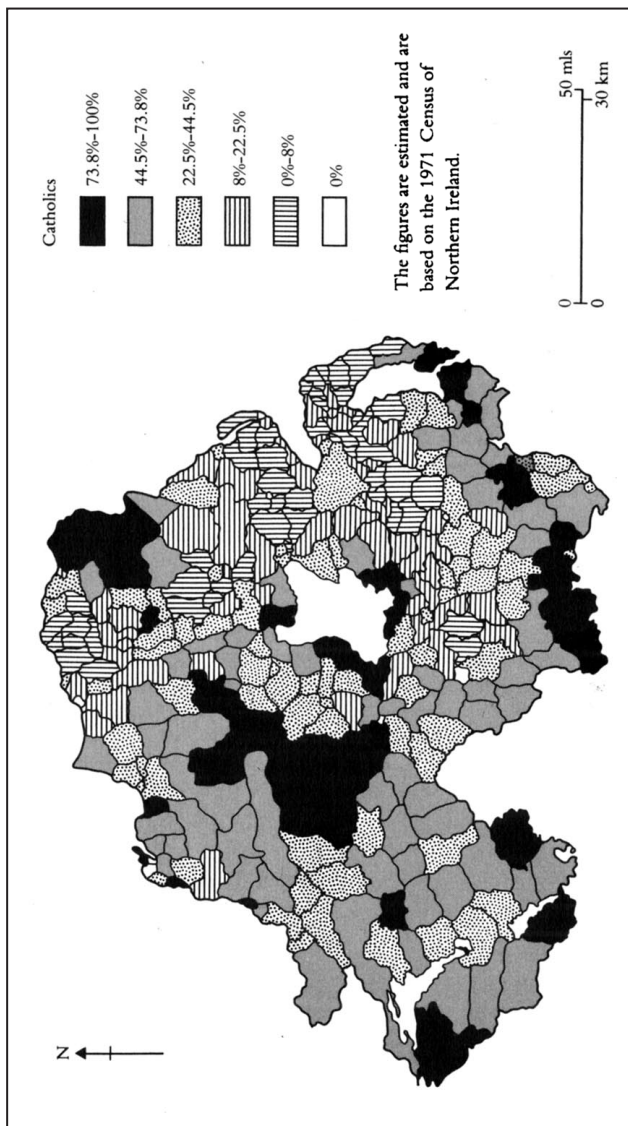 Catholics
73.8%–100%
44.5%–73.8%
22.5%–44.5%
8%–22.5%
0%–8%
0%
The figures are estimated and are
based on the 1971 Census of
Northern Ireland.
N
0 50 mls
0 30 km